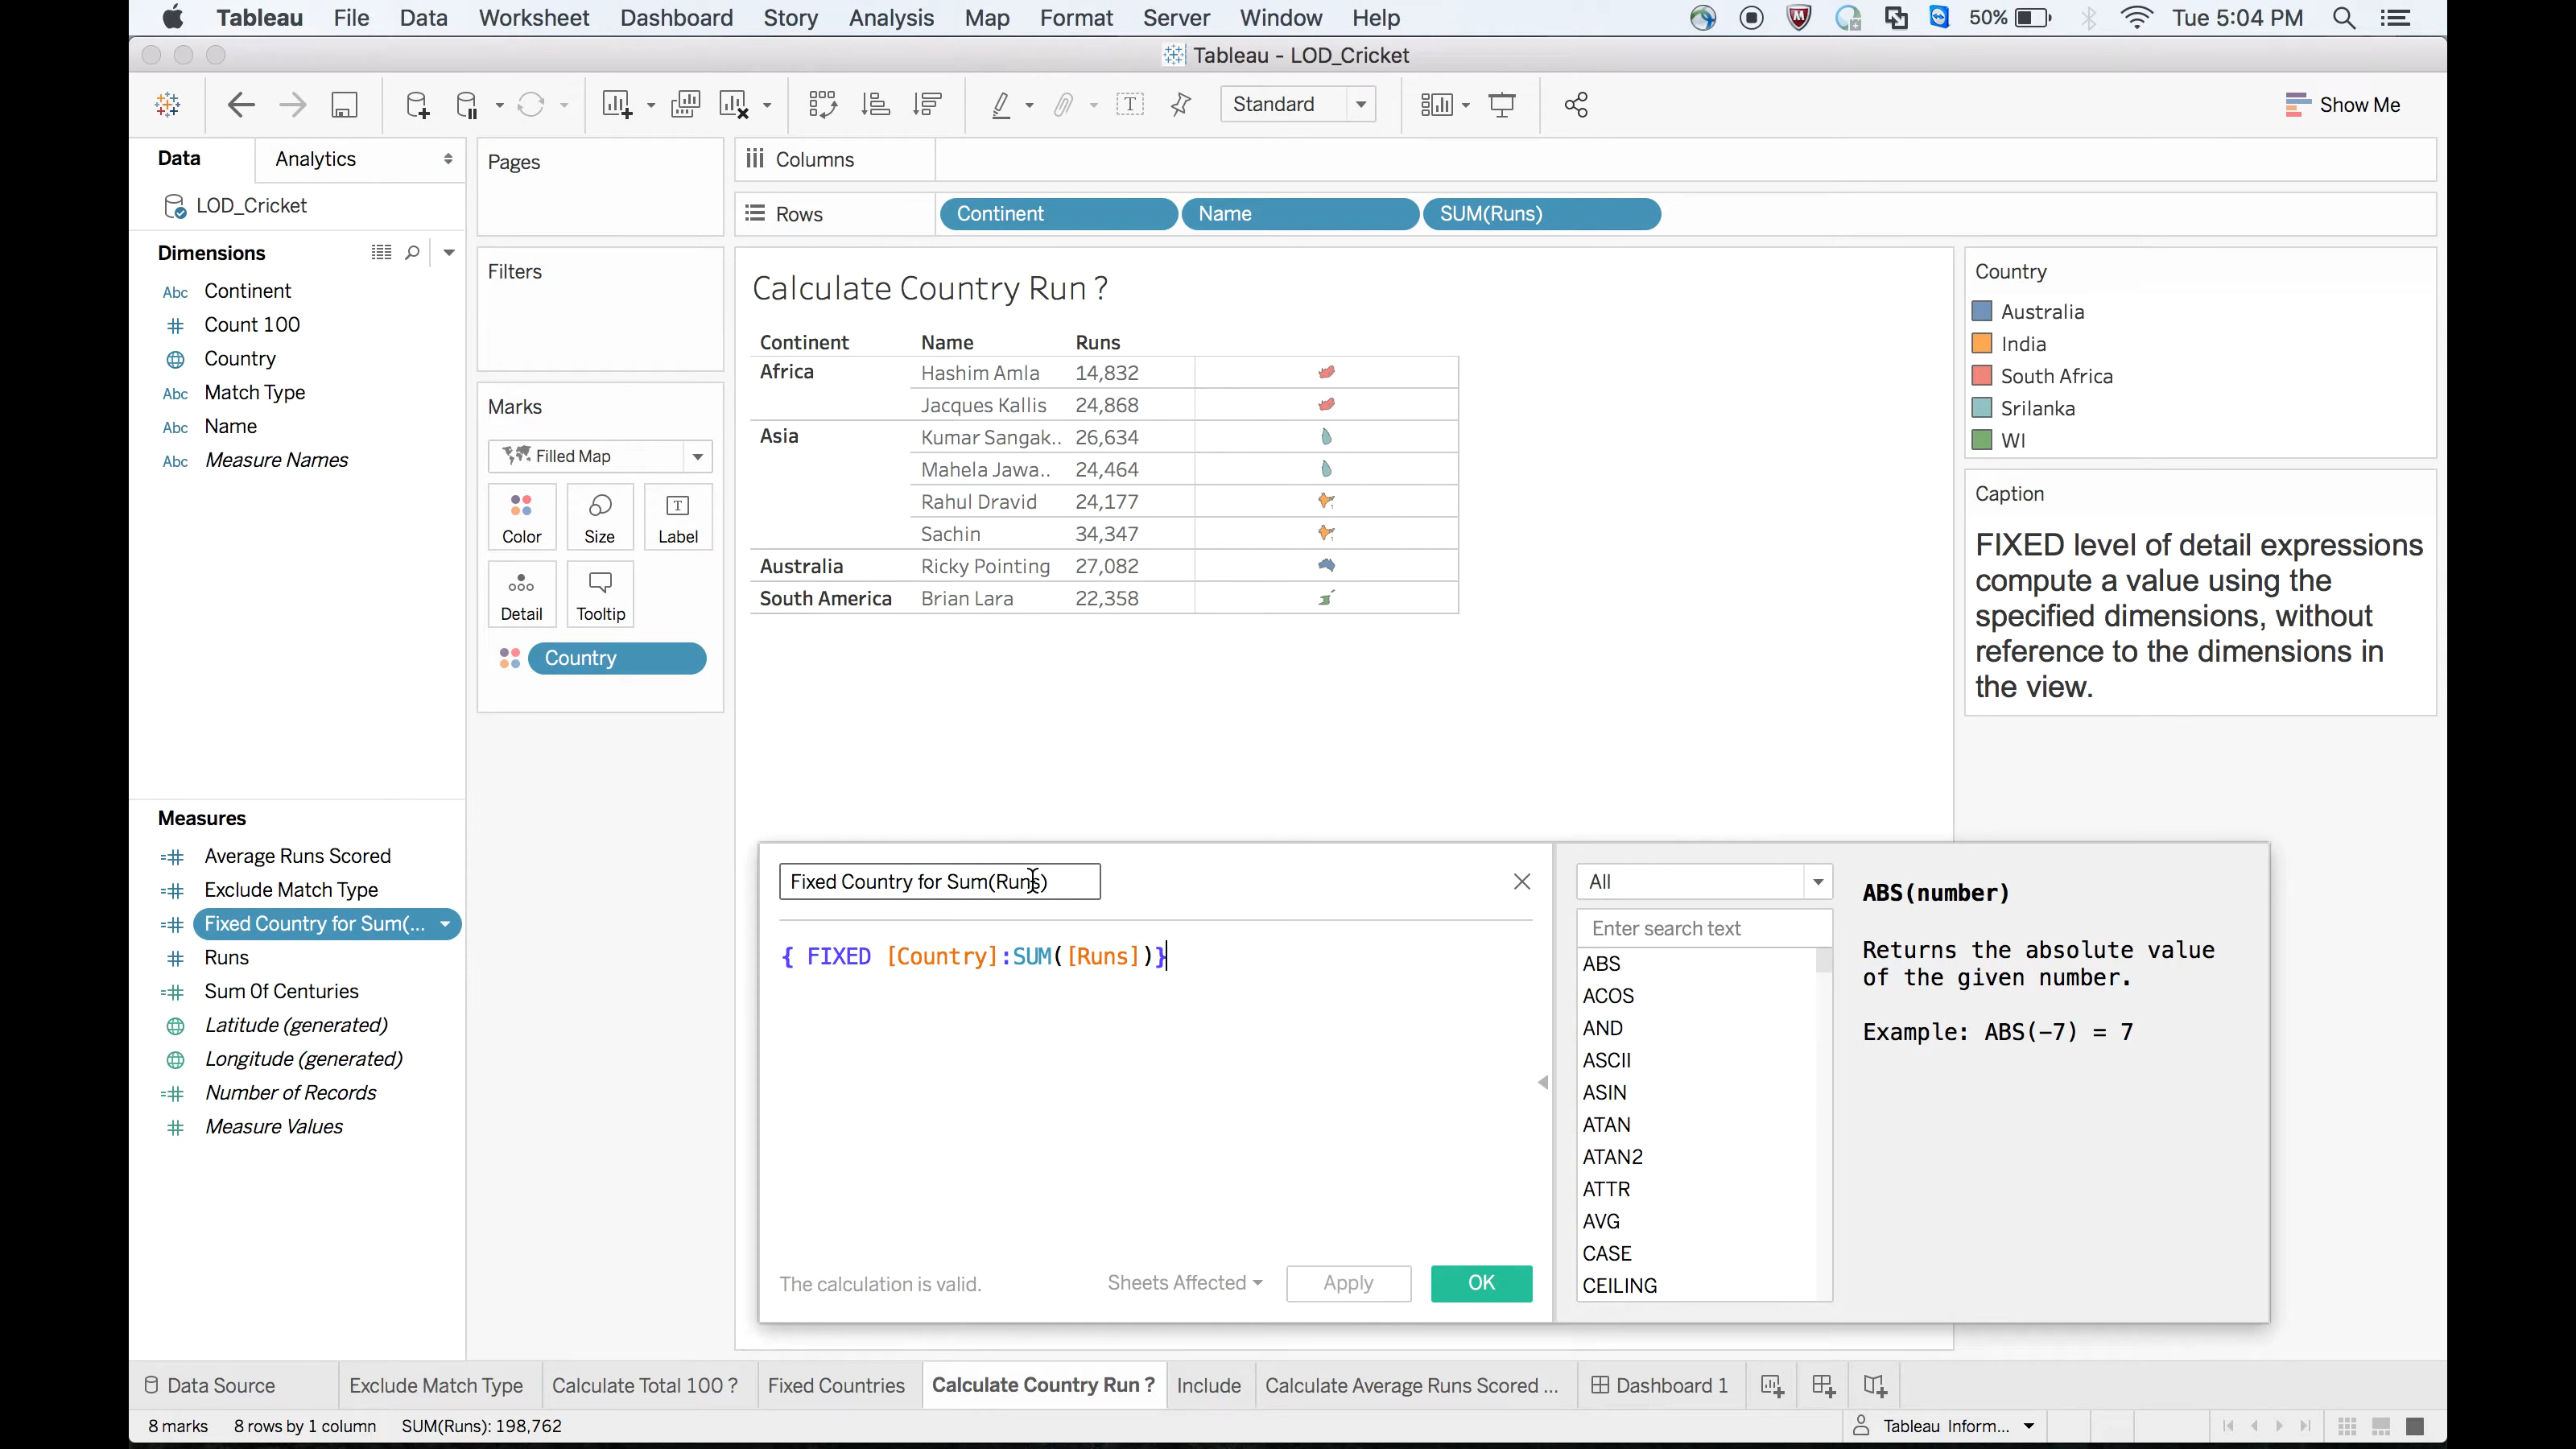 Tableau File Data Worksheet Dashboard Story Analysis Map Format Server Window Help 50% Tue 5:04 PM
Tableau - LOD_Cricket
Standard Show Me
Data Analytics
LOD_Cricket
Dimensions
Abc Continent
Count 100
Country
Abc Match Type
Abc Name
Abc Measure Names
Measures
Average Runs Scored
Exclude Match Type
Fixed Country for Sum(...
Runs
Sum Of Centuries
Latitude (generated)
Longitude (generated)
Number of Records
Measure Values
Pages
Filters
Marks
Filled Map
Color Size Label
Detail Tooltip
Country
Columns
Rows Continent Name SUM(Runs)
Calculate Country Run ?
Continent Name Runs
Africa Hashim Amla 14,832
Jacques Kallis 24,868
Asia Kumar Sangak.. 26,634
Mahela Jawa.. 24,464
Rahul Dravid 24,177
Sachin 34,347
Australia Ricky Pointing 27,082
South America Brian Lara 22,358
Country
Australia
India
South Africa
Srilanka
WI
Caption
FIXED level of detail expressions
compute a value using the
specified dimensions, without
reference to the dimensions in
the view.
Fixed Country for Sum(Runs)
{ FIXED [Country]:SUM([Runs])}
The calculation is valid. Sheets Affected Apply OK
All
Enter search text
ABS
ACOS
AND
ASCII
ASIN
ATAN
ATAN2
ATTR
AVG
CASE
CEILING
ABS(number)
Returns the absolute value
of the given number.
Example: ABS(-7) = 7
Data Source Exclude Match Type Calculate Total 100 ? Fixed Countries Calculate Country Run ? Include Calculate Average Runs Scored ... Dashboard 1
8 marks 8 rows by 1 column SUM(Runs): 198,762 Tableau Inform...